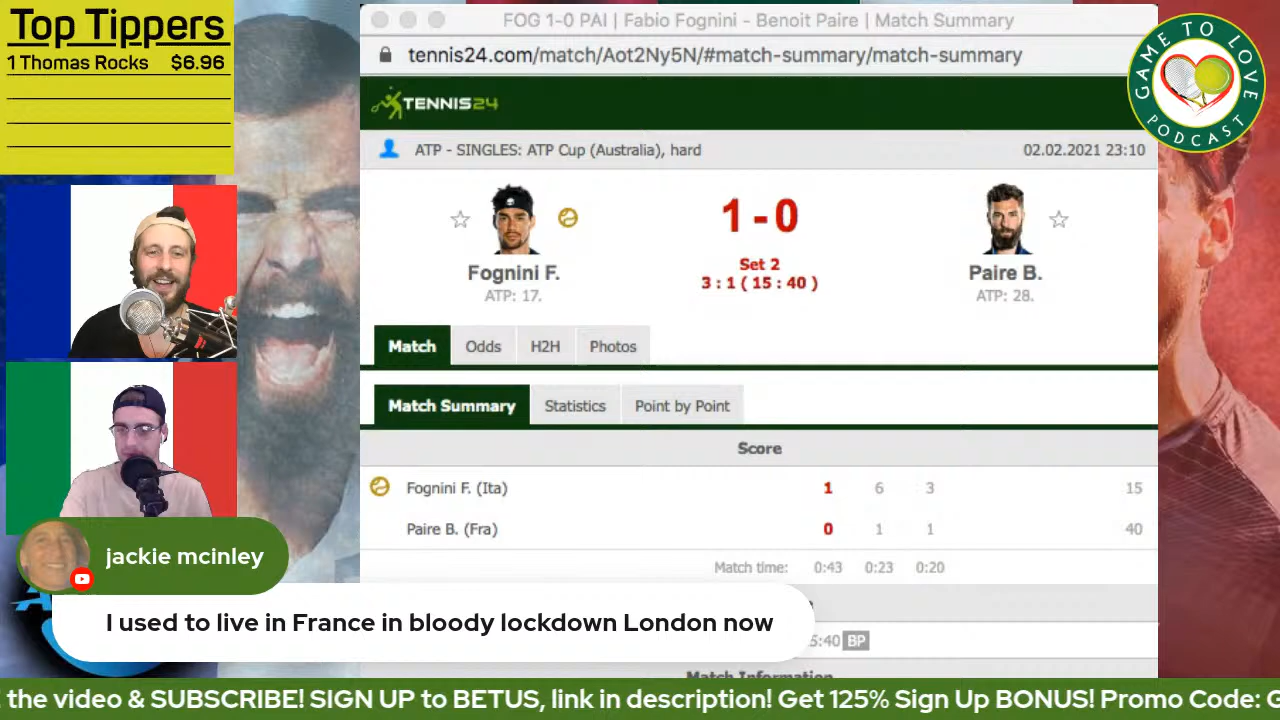 Top Tippers
1 Thomas Rocks $6.96
FOG 1-0 PAI | Fabio Fognini - Benoit Paire | Match Summary
tennis24.com/match/Aot2Ny5N/#match-summary/match-summary
TENNIS24
GAME TO LOVE
PODCAST
ATP - SINGLES: ATP Cup (Australia), hard 02.02.2021 23:10
1 - 0
Set 2
3 : 1 ( 15 : 40 )
Fognini F.
ATP: 17.
Paire B.
ATP: 28.
Match Odds H2H Photos
Match Summary Statistics Point by Point
Score
Fognini F. (Ita) 1 6 3 15
Paire B. (Fra) 0 1 1 40
Match time: 0:43 0:23 0:20
jackie mcinley
I used to live in France in bloody lockdown London now
5:40 BP
Match Information
the video & SUBSCRIBE! SIGN UP to BETUS, link in description! Get 125% Sign Up BONUS! Promo Code: